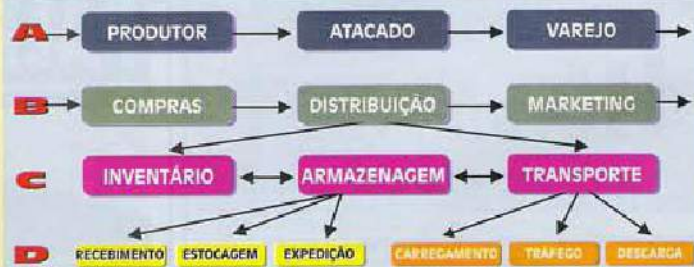 A PRODUTOR ATACADO VAREJO
B COMPRAS DISTRIBUIÇÃO MARKETING
C INVENTÁRIO ARMAZENAGEM TRANSPORTE
D RECEBIMENTO ESTOCAGEM EXPEDIÇÃO CARREGAMENTO TRÁFEGO DESCARGA